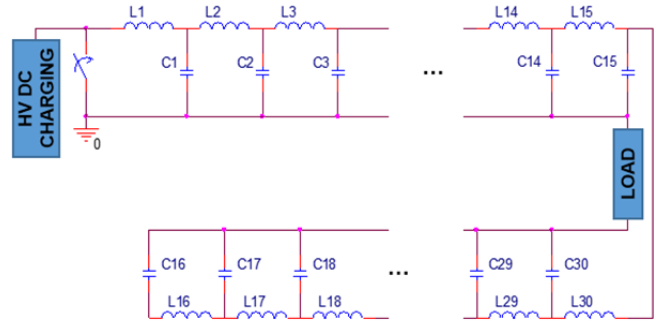 L1 L2 L3 L14 L15
HV DC
CHARGING
C1 C2 C3 ... C14 C15
0
LOAD
C16 C17 C18 ... C29 C30
L16 L17 L18 L29 L30